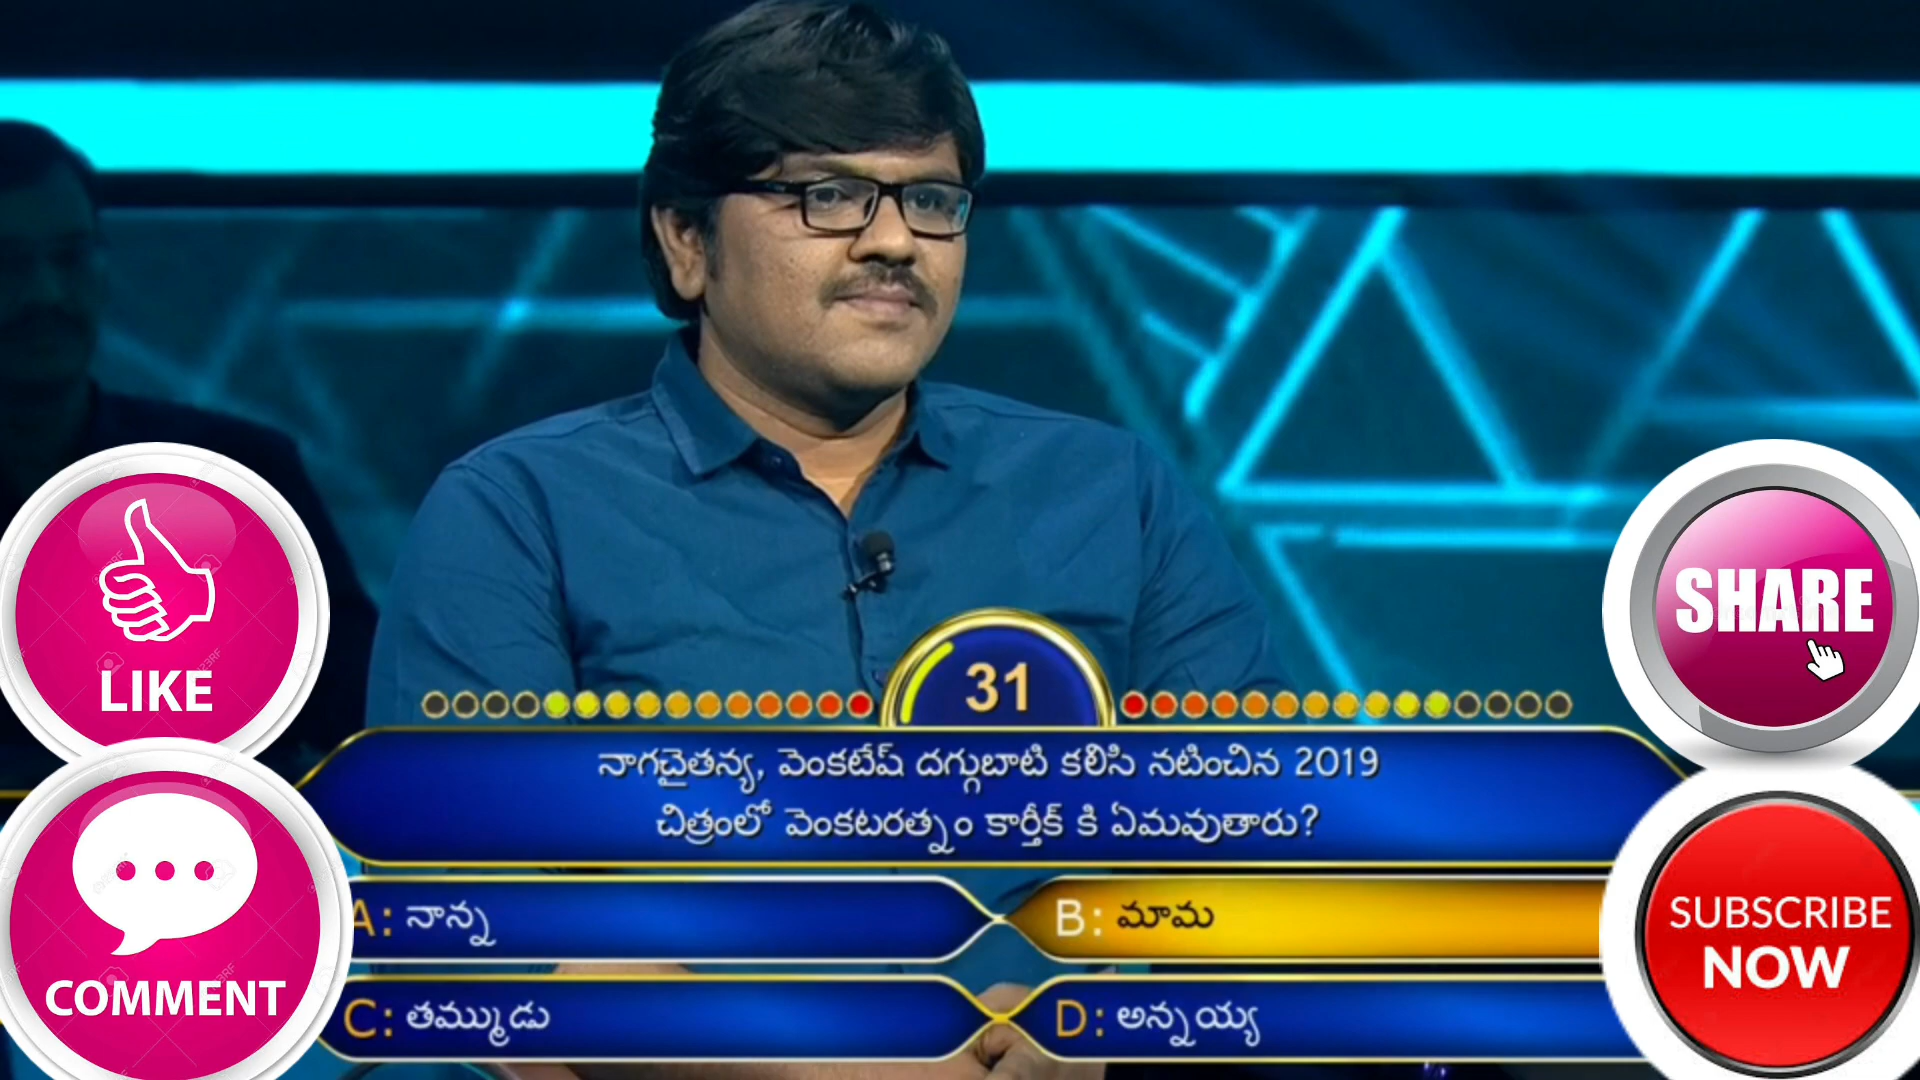 31
నాగచైతన్య, వెంకటేష్ దగ్గుబాటి కలిసి నటించిన 2019
చిత్రంలో వెంకటరత్నం కార్తీక్ కి ఏమవుతారు?
A: నాన్న
B: మామ
C: తమ్ముడు
D: అన్నయ్య
LIKE
COMMENT
SHARE
SUBSCRIBE
NOW